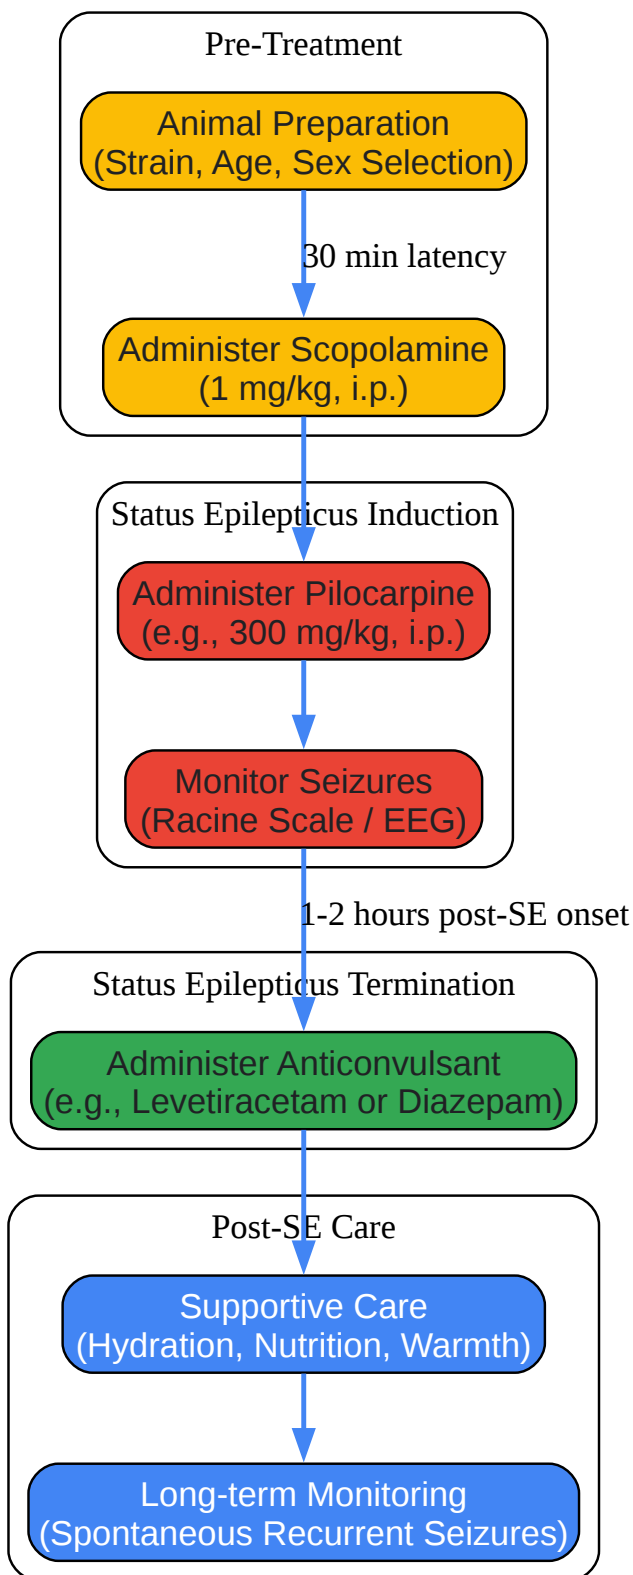 Pre-Treatment
Animal Preparation
(Strain, Age, Sex Selection)
30 min latency
Administer Scopolamine
(1 mg/kg, i.p.)
Status Epilepticus Induction
Administer Pilocarpine
(e.g., 300 mg/kg, i.p.)
Monitor Seizures
(Racine Scale / EEG)
1-2 hours post-SE onset
Status Epilepticus Termination
Administer Anticonvulsant
(e.g., Levetiracetam or Diazepam)
Post-SE Care
Supportive Care
(Hydration, Nutrition, Warmth)
Long-term Monitoring
(Spontaneous Recurrent Seizures)